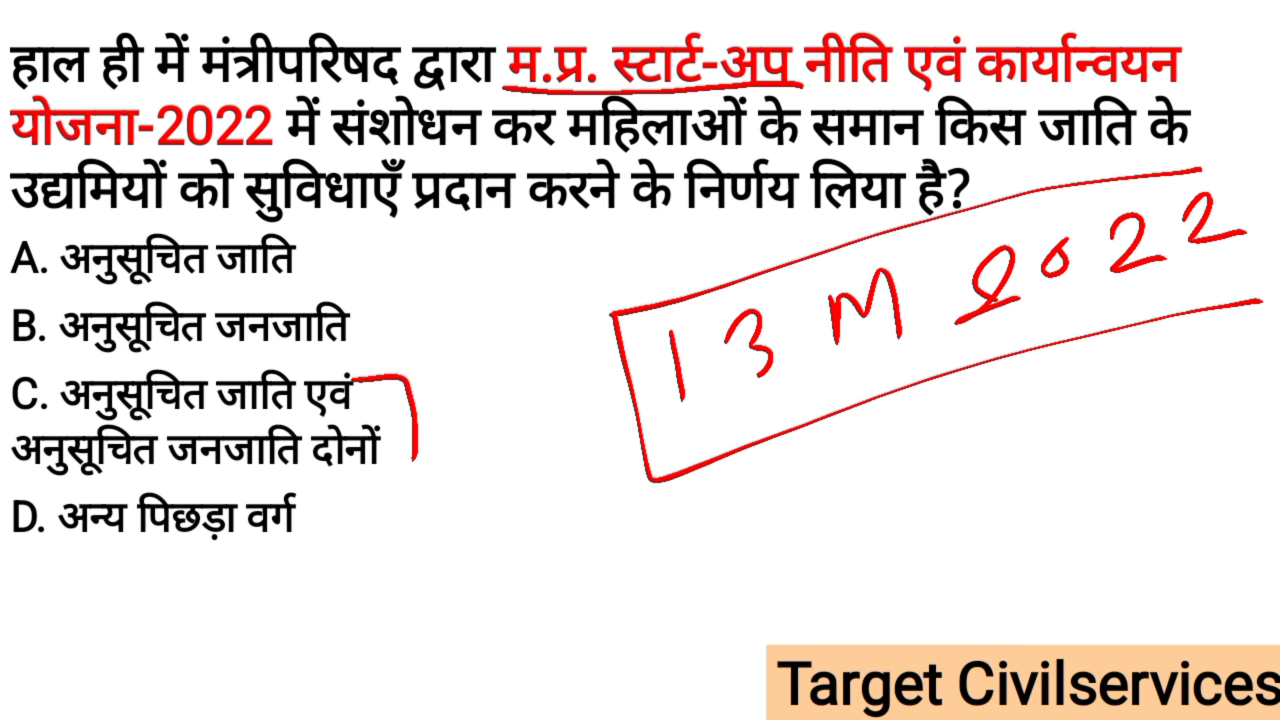 हाल ही में मंत्रीपरिषद द्वारा म.प्र. स्टार्ट-अप नीति एवं कार्यान्वयन
योजना-2022 में संशोधन कर महिलाओं के समान किस जाति के
उद्यमियों को सुविधाएँ प्रदान करने के निर्णय लिया है?
A. अनुसूचित जाति
B. अनुसूचित जनजाति
C. अनुसूचित जाति एवं
अनुसूचित जनजाति दोनों
D. अन्य पिछड़ा वर्ग
13 M 2022
Target Civilservices